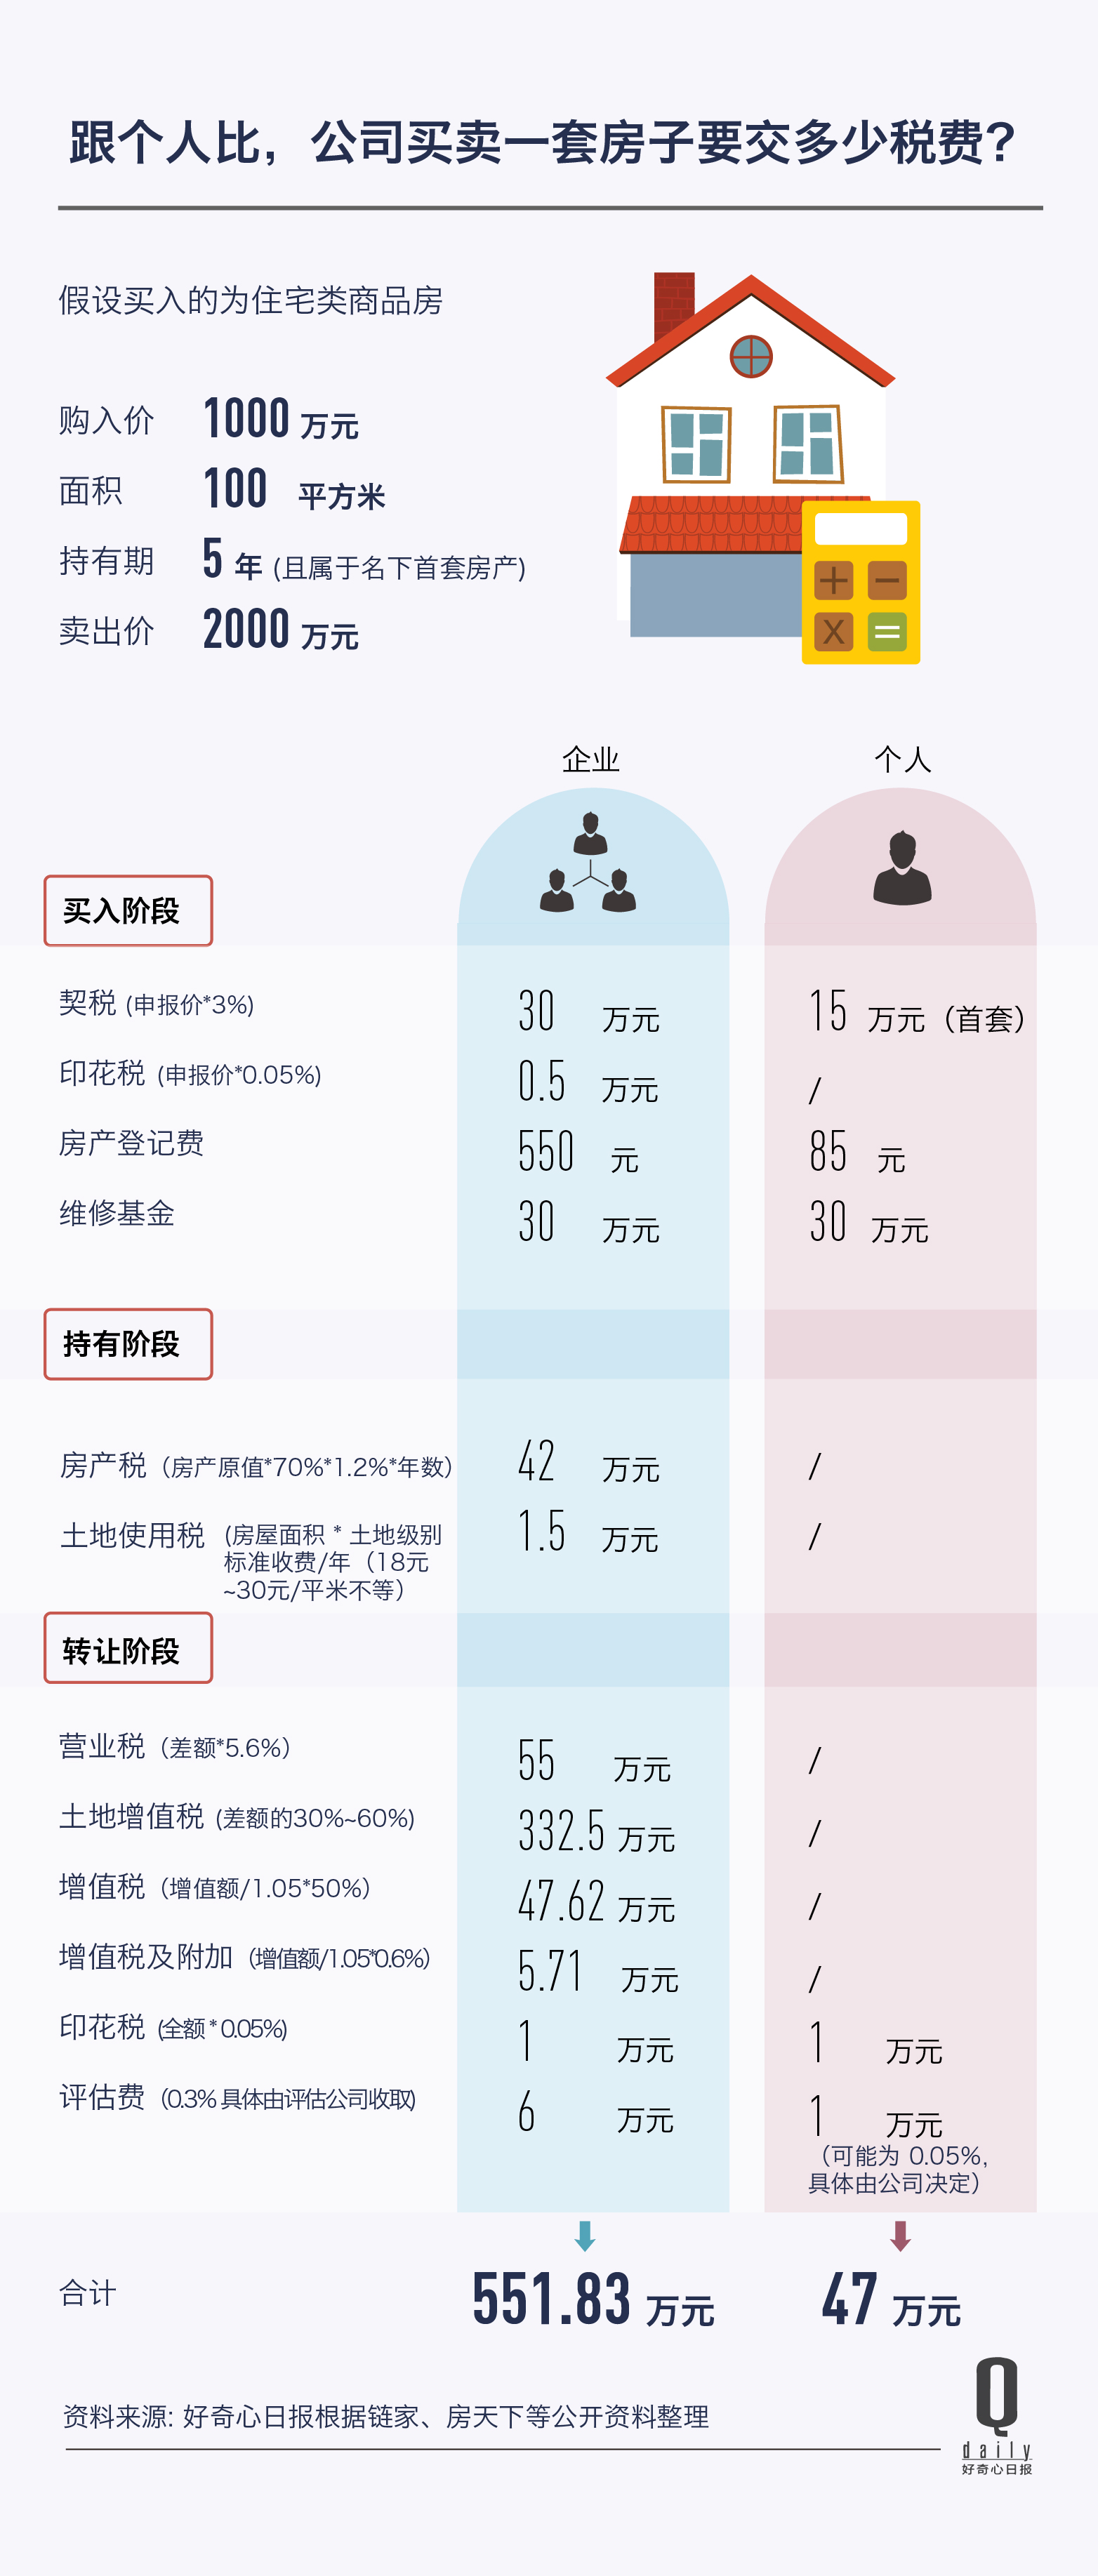 跟个人比，公司买卖一套房子要交多少税费?
假设买入的为住宅类商品房
购入价 1000 万元
面积 100 平方米
持有期 5 年 (且属于名下首套房产)
卖出价 2000 万元
企业 个人
买入阶段
契税 (申报价*3%) 30 万元 15 万元（首套）
印花税 (申报价*0.05%) 0.5 万元 /
房产登记费 550 元 85 元
维修基金 30 万元 30 万元
持有阶段
房产税（房产原值*70%*1.2%*年数） 42 万元 /
土地使用税 (房屋面积 * 土地级别 1.5 万元 /
标准收费/年（18元
~30元/平米不等）
转让阶段
营业税（差额*5.6%） 55 万元 /
土地增值税 (差额的30%~60%) 332.5 万元 /
增值税（增值额/1.05*50%） 47.62 万元 /
增值税及附加（增值额/1.05*0.6%） 5.71 万元 /
印花税 (全额 * 0.05%) 1 万元 1 万元
评估费（0.3% 具体由评估公司收取) 6 万元 1 万元
（可能为 0.05%,
具体由公司决定）
合计 551.83 万元 47 万元
资料来源: 好奇心日报根据链家、房天下等公开资料整理
Q
daily
好奇心日报